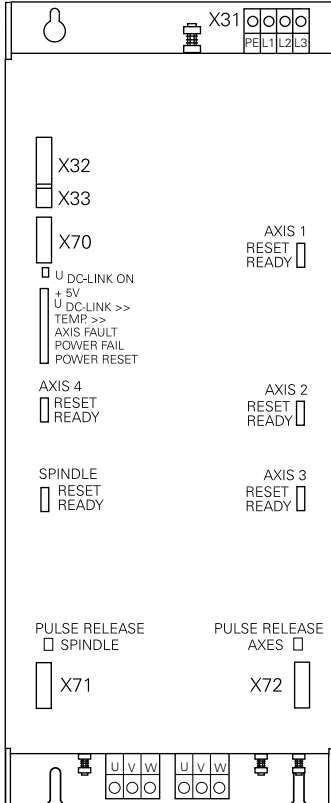 X31
PE L1 L2 L3
X32
X33
X70
AXIS 1
RESET
READY
U DC-LINK ON
+ 5V
U DC-LINK >>
TEMP. >>
AXIS FAULT
POWER FAIL
POWER RESET
AXIS 4
RESET
READY
AXIS 2
RESET
READY
SPINDLE
RESET
READY
AXIS 3
RESET
READY
PULSE RELEASE
SPINDLE
PULSE RELEASE
AXES
X71
X72
U V W
U V W